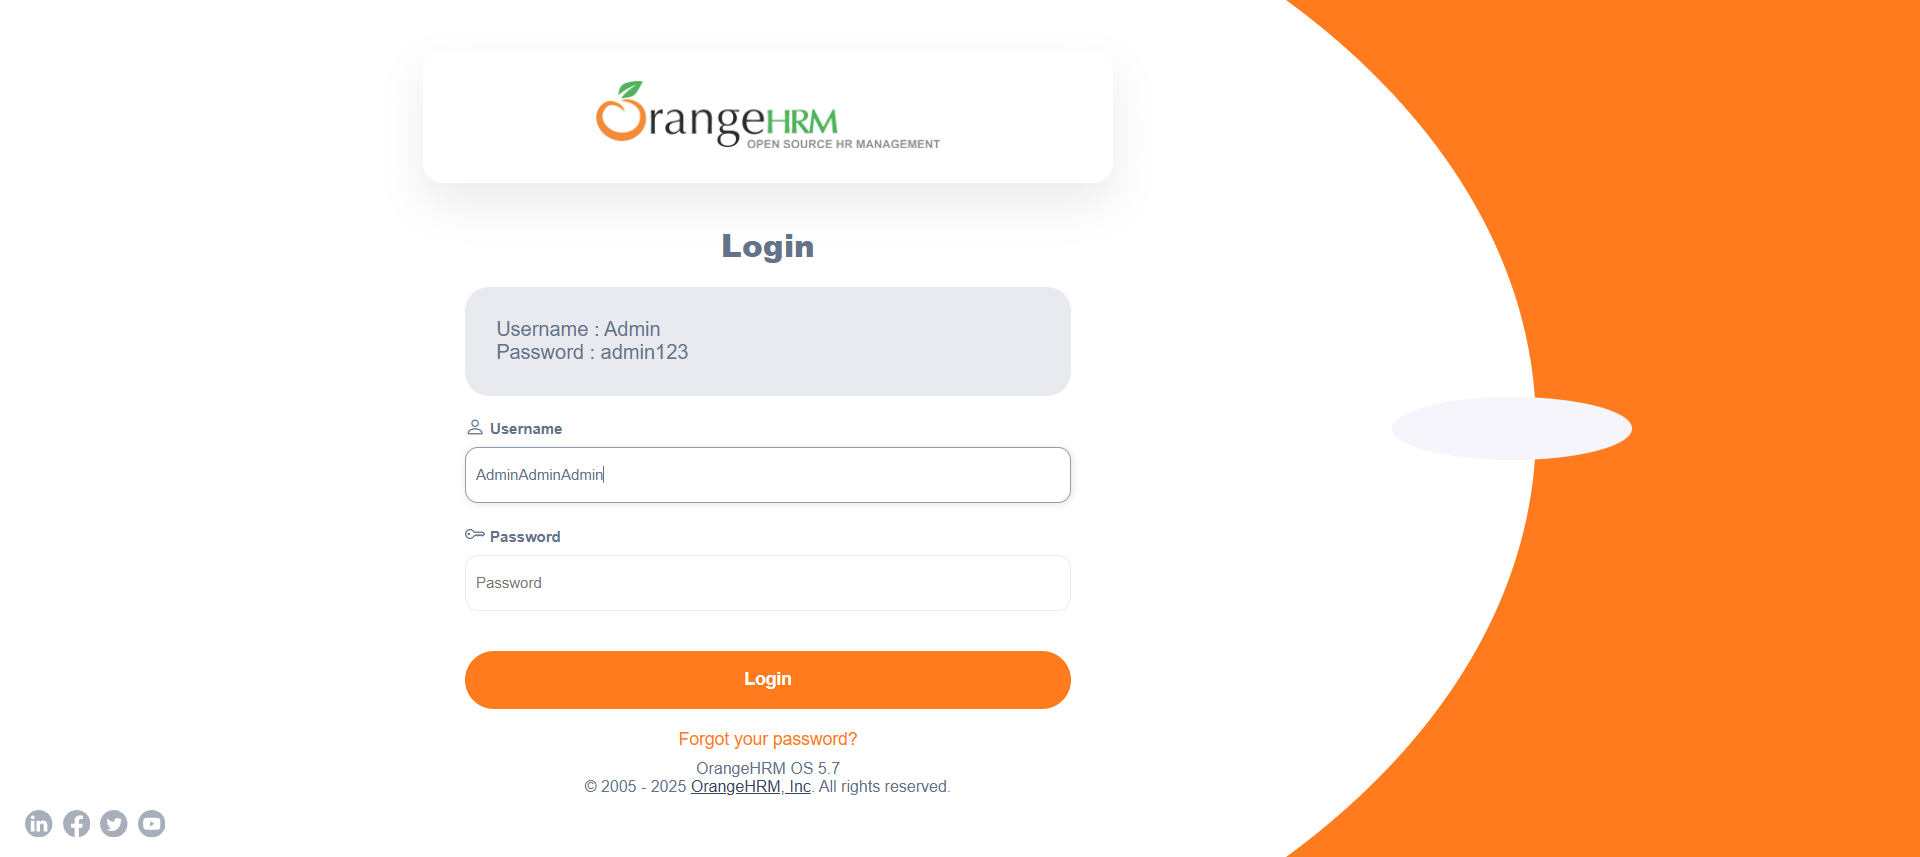 OrangeHRM
OPEN SOURCE HR MANAGEMENT
Login
Username : Admin
Password : admin123
Username
AdminAdminAdmin
Password
Password
Login
Forgot your password?
OrangeHRM OS 5.7
© 2005 - 2025 OrangeHRM, Inc. All rights reserved.